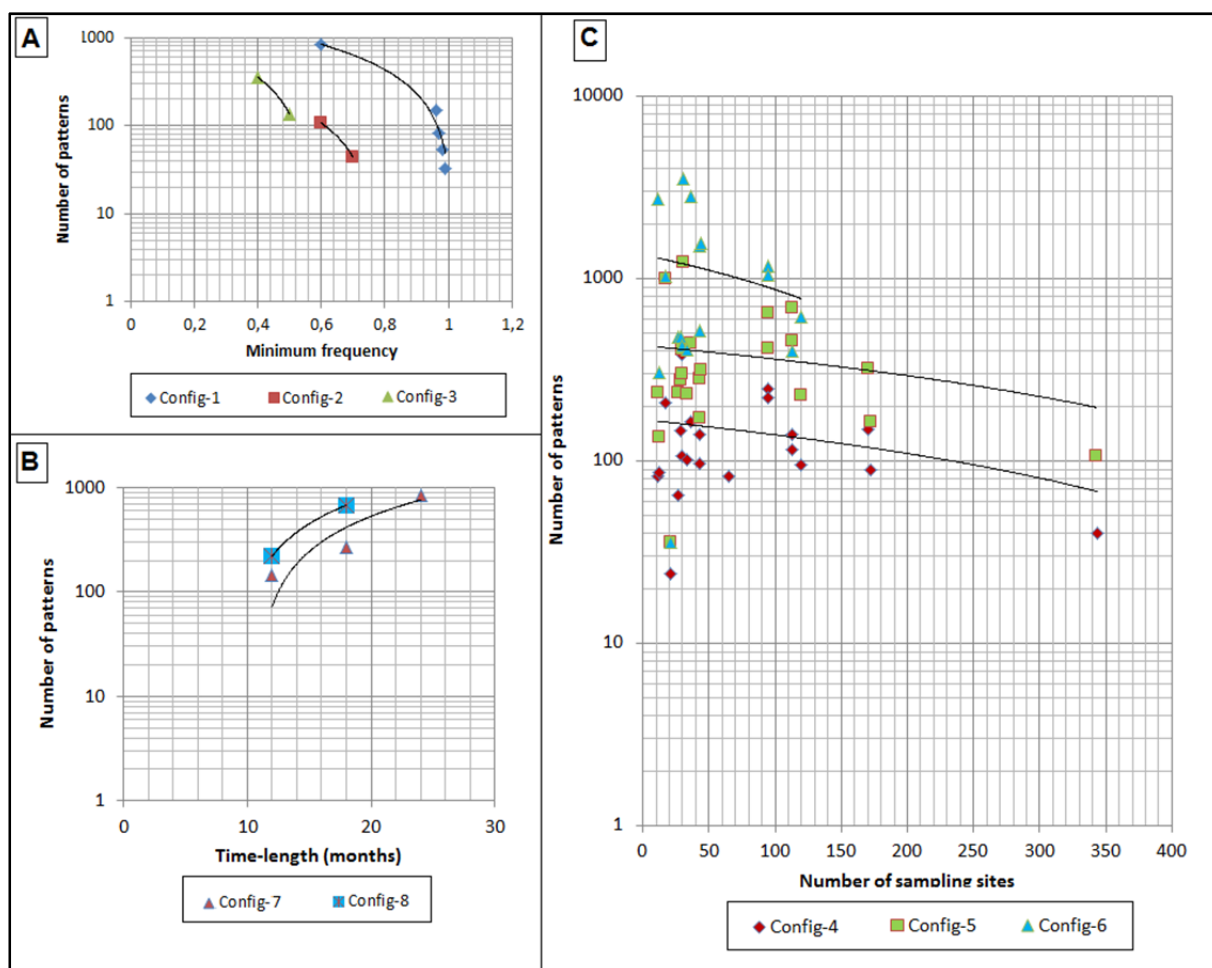 A
1000
100
10
1
0
0,2
0,4
0,6
0,8
1
1,2
Number of patterns
Minimum frequency
Config-1 Config-2 Config-3
B
1000
100
10
1
0
10
20
30
Number of patterns
Time-length (months)
Config-7 Config-8
C
10000
1000
100
10
1
0
50
100
150
200
250
300
350
400
Number of patterns
Number of sampling sites
Config-4 Config-5 Config-6